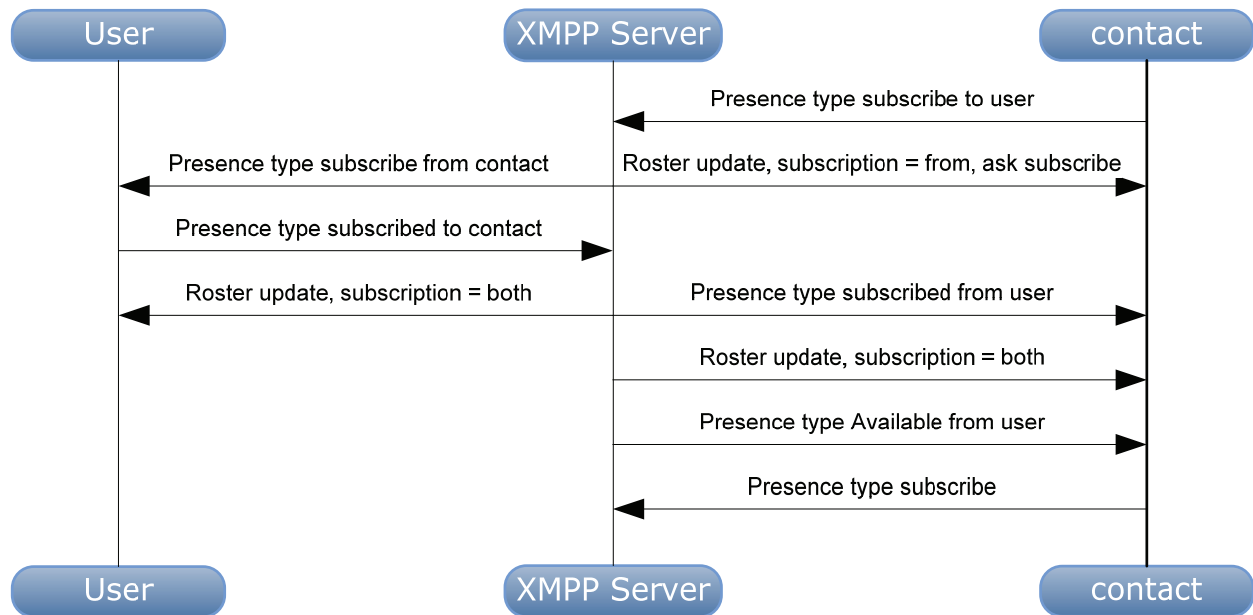 User
XMPP Server
contact
Presence type subscribe to user
Presence type subscribe from contact
Roster update, subscription = from, ask subscribe
Presence type subscribed to contact
Roster update, subscription = both
Presence type subscribed from user
Roster update, subscription = both
Presence type Available from user
Presence type subscribe
User
XMPP Server
contact